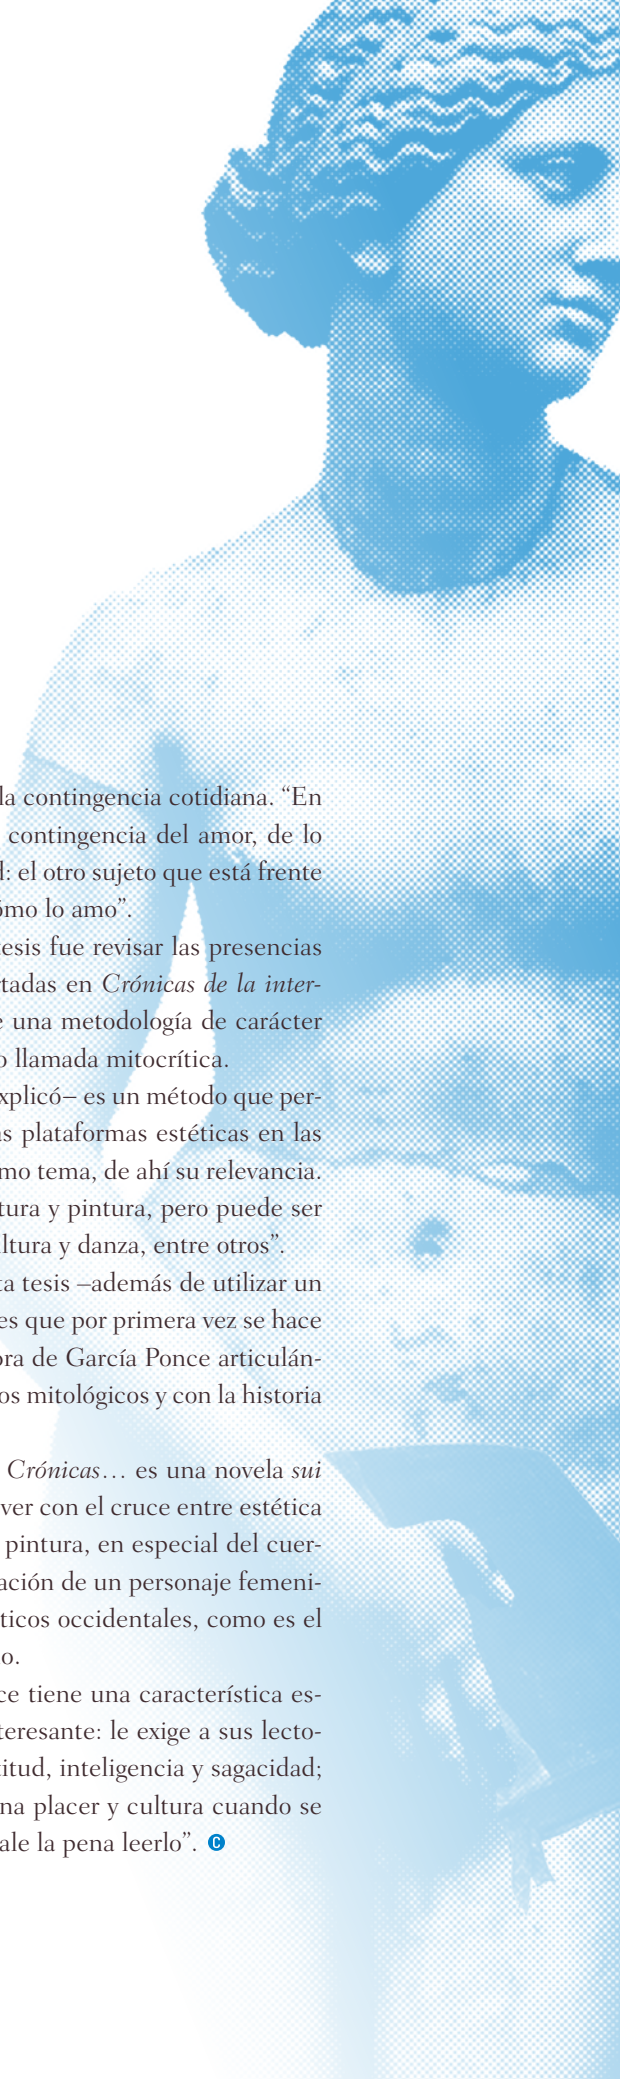 la contingencia cotidiana. “En
contingencia del amor, de lo
: el otro sujeto que está frente
ómo lo amo”.
tesis fue revisar las presencias
tadas en Crónicas de la inter-
e una metodología de carácter
o llamada mitocrítica.
xplicó– es un método que per-
as plataformas estéticas en las
mo tema, de ahí su relevancia.
tura y pintura, pero puede ser
ltura y danza, entre otros”.
ta tesis –además de utilizar un
es que por primera vez se hace
ora de García Ponce articulán-
os mitológicos y con la historia
Crónicas… es una novela sui
ver con el cruce entre estética
pintura, en especial del cuer-
ación de un personaje femeni-
ticos occidentales, como es el
o.
ce tiene una característica es-
teresante: le exige a sus lecto-
titud, inteligencia y sagacidad;
na placer y cultura cuando se
ale la pena leerlo”. C